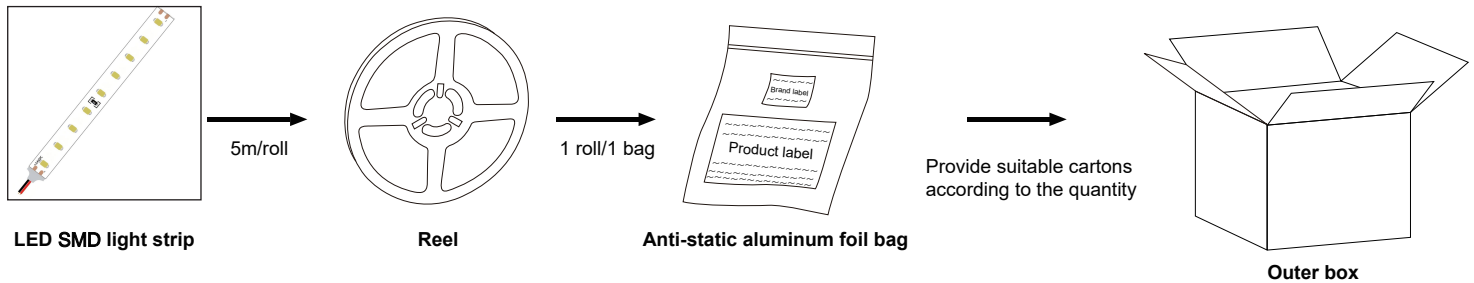 5m/roll
1 roll/1 bag
Brand label
Product label
Provide suitable cartons
according to the quantity
LED SMD light strip
Reel
Anti-static aluminum foil bag
Outer box